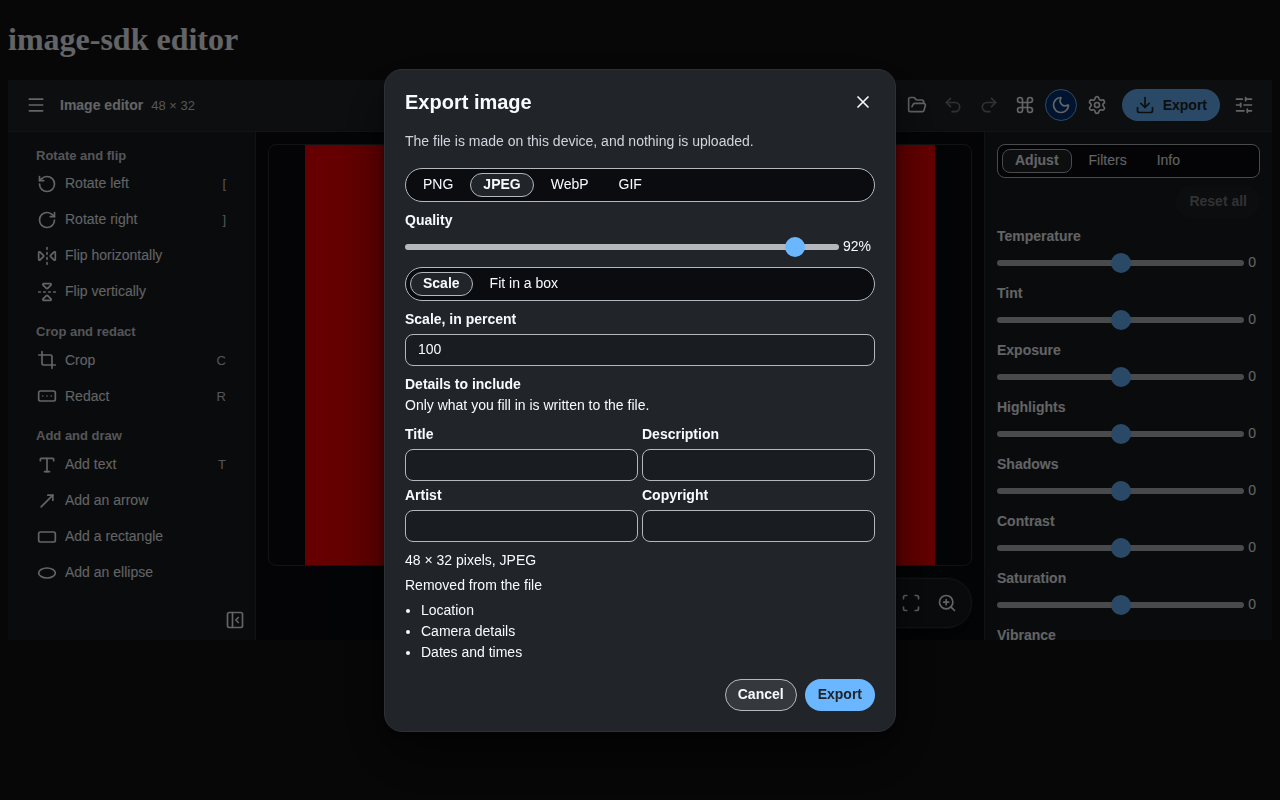 image-sdk editor
Image editor 48 × 32
Export
Rotate and flip
Rotate left [
Rotate right ]
Flip horizontally
Flip vertically
Crop and redact
Crop C
Redact R
Add and draw
Add text T
Add an arrow
Add a rectangle
Add an ellipse
Export image
The file is made on this device, and nothing is uploaded.
PNG JPEG WebP GIF
Quality
92%
Scale Fit in a box
Scale, in percent
100
Details to include
Only what you fill in is written to the file.
Title Description
Artist Copyright
48 × 32 pixels, JPEG
Removed from the file
• Location
• Camera details
• Dates and times
Cancel Export
Adjust Filters Info
Reset all
Temperature
0
Tint
0
Exposure
0
Highlights
0
Shadows
0
Contrast
0
Saturation
0
Vibrance